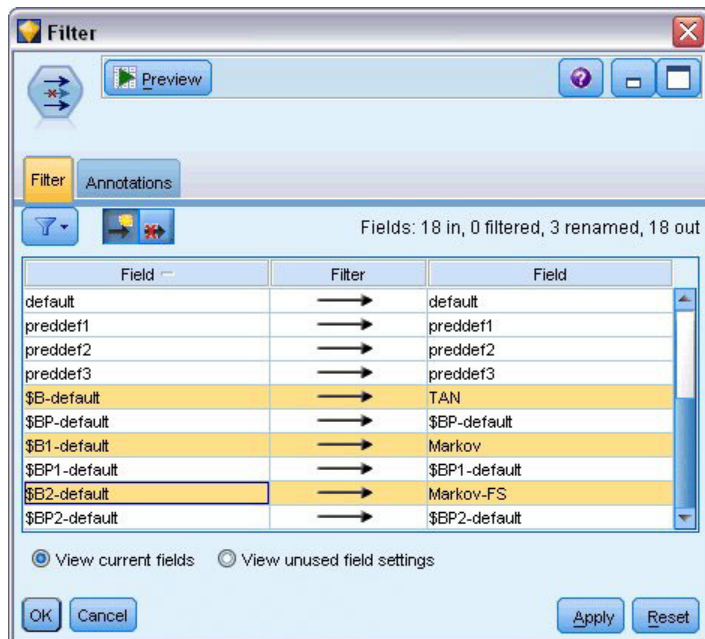 Filter
Preview
Filter Annotations
Fields: 18 in, 0 filtered, 3 renamed, 18 out
Field Filter Field
default default
preddef1 preddef1
preddef2 preddef2
preddef3 preddef3
$B-default TAN
$BP-default $BP-default
$B1-default Markov
$BP1-default $BP1-default
$B2-default Markov-FS
$BP2-default $BP2-default
View current fields View unused field settings
OK Cancel Apply Reset